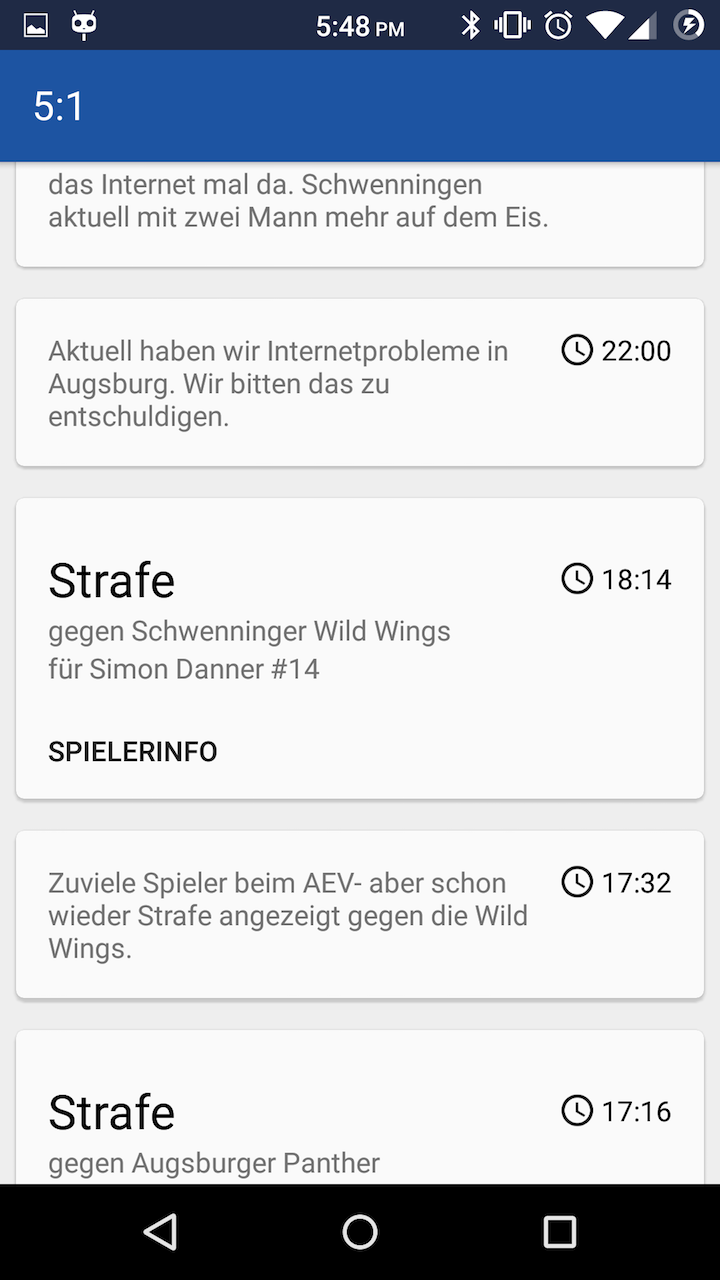 5:48 PM
5:1
das Internet mal da. Schwenningen
aktuell mit zwei Mann mehr auf dem Eis.
Aktuell haben wir Internetprobleme in
Augsburg. Wir bitten das zu
entschuldigen.
22:00
Strafe
18:14
gegen Schwenninger Wild Wings
für Simon Danner #14
SPIELERINFO
Zuviele Spieler beim AEV- aber schon
wieder Strafe angezeigt gegen die Wild
Wings.
17:32
Strafe
17:16
gegen Augsburger Panther